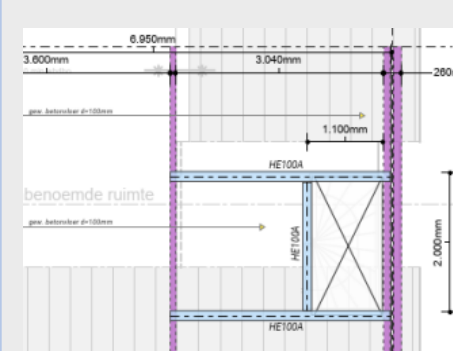 6.950mm
3.600mm
3.040mm
260
gew. betonvloer d=100mm
1.100mm
HE100A
benoemde ruimte
gew. betonvloer d=100mm
HE100A
2.000mm
HE100A